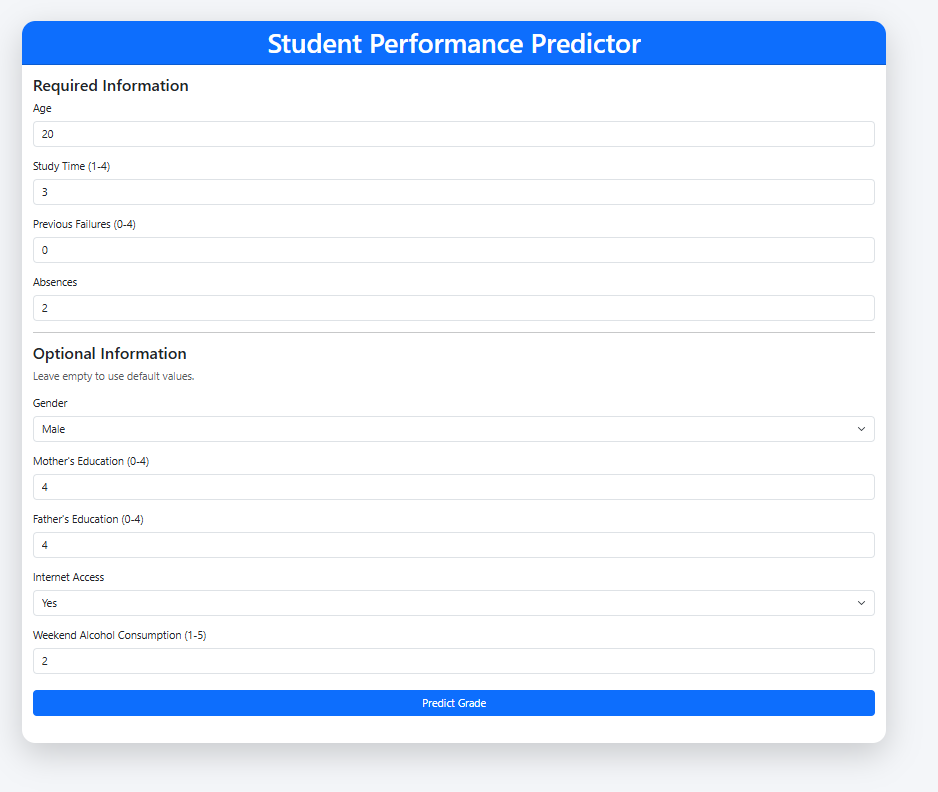 Student Performance Predictor
Required Information
Age
20
Study Time (1-4)
3
Previous Failures (0-4)
0
Absences
2
Optional Information
Leave empty to use default values.
Gender
Male
Mother's Education (0-4)
4
Father's Education (0-4)
4
Internet Access
Yes
Weekend Alcohol Consumption (1-5)
2
Predict Grade